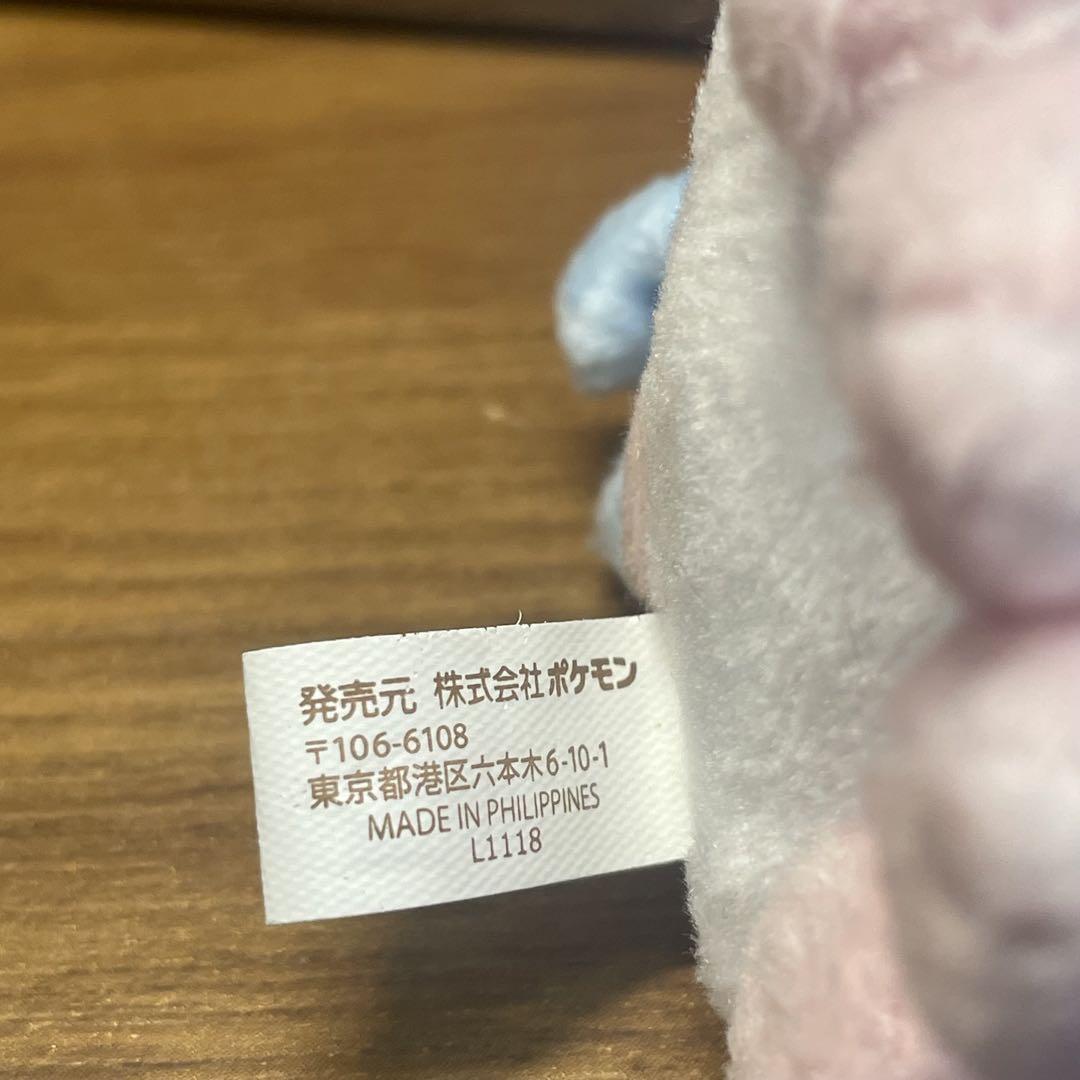 発売元 株式会社ポケモン
〒106-6108
東京都港区六本木6-10-1
MADE IN PHILIPPINES
L1118